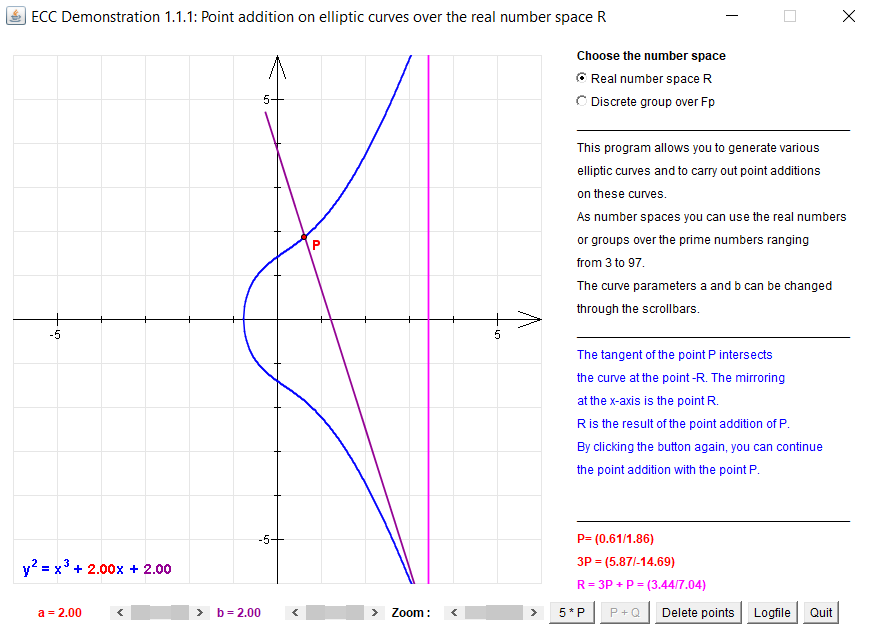 ECC Demonstration 1.1.1: Point addition on elliptic curves over the real number space R
Choose the number space
Real number space R
Discrete group over Fp
This program allows you to generate various
elliptic curves and to carry out point additions
on these curves.
As number spaces you can use the real numbers
or groups over the prime numbers ranging
from 3 to 97.
The curve parameters a and b can be changed
through the scrollbars.
The tangent of the point P intersects
the curve at the point -R. The mirroring
at the x-axis is the point R.
R is the result of the point addition of P.
By clicking the button again, you can continue
the point addition with the point P.
P= (0.61/1.86)
3P = (5.87/-14.69)
R = 3P + P = (3.44/7.04)
5
P
-5
5
-5
y² = x³ + 2.00x + 2.00
a = 2.00 < > b = 2.00 < > Zoom : < > 5 * P P + Q Delete points Logfile Quit